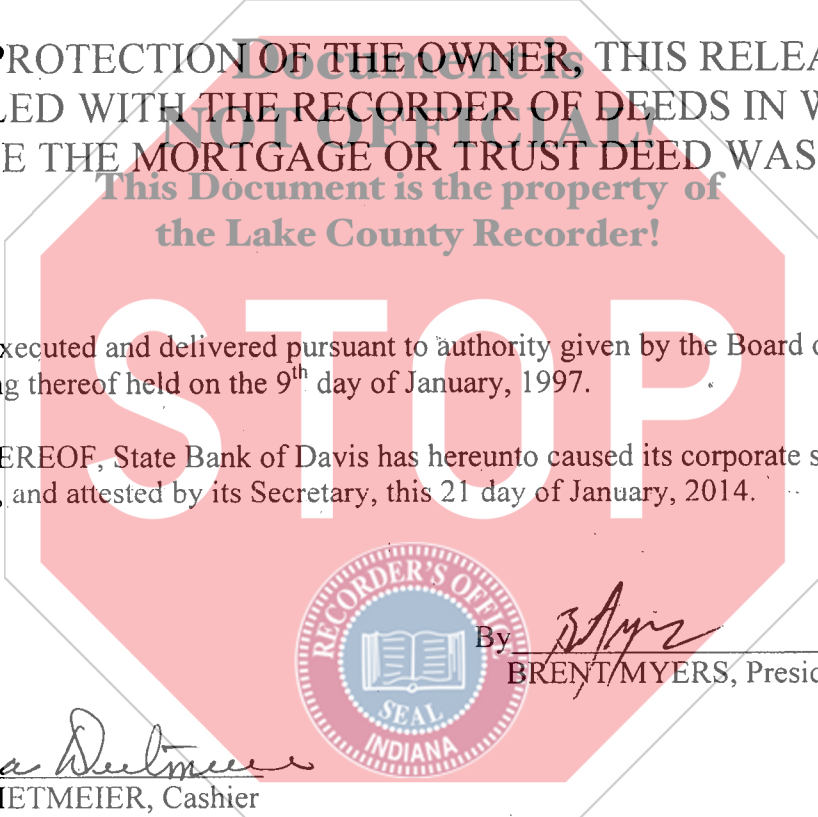 PROTECTION OF THE OWNER, THIS RELEA
Document is
LED WITH THE RECORDER OF DEEDS IN W
NOT OFFICIAL!
E THE MORTGAGE OR TRUST DEED WAS
This Document is the property of
the Lake County Recorder!
STOP
xecuted and delivered pursuant to authority given by the Board o
ng thereof held on the 9th day of January, 1997.
EREOF, State Bank of Davis has hereunto caused its corporate s
, and attested by its Secretary, this 21 day of January, 2014.
RECORDER'S OFFICE
SEAL
INDIANA
By
BRENT MYERS, Presid
IETMEIER, Cashier